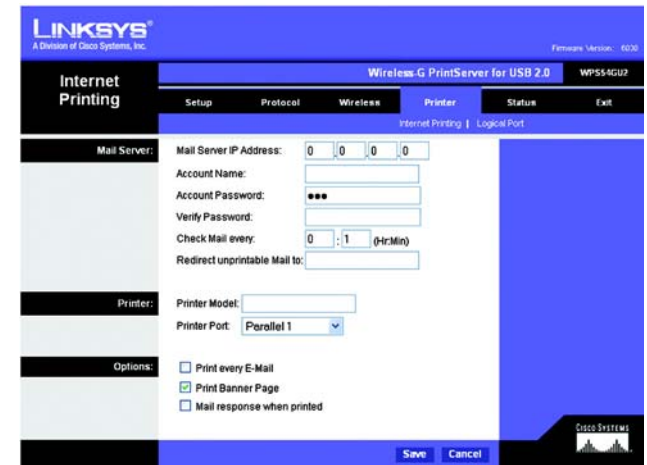 LINKSYS®
A Division of Cisco Systems, Inc.
Firmware Version: 6030
Internet Printing
Wireless-G PrintServer for USB 2.0 WPS54GU2
Setup Protocol Wireless Printer Status Exit
Internet Printing | Logical Port
Mail Server:
Mail Server IP Address: 0 . 0 . 0 . 0
Account Name:
Account Password: •••
Verify Password:
Check Mail every: 0 : 1 (Hr:Min)
Redirect unprintable Mail to:
Printer:
Printer Model:
Printer Port: Parallel 1
Options:
Print every E-Mail
Print Banner Page
Mail response when printed
Save Cancel
CISCO SYSTEMS